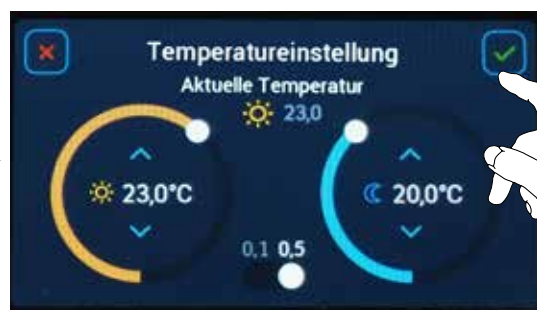 Temperatureinstellung
Aktuelle Temperatur
23,0
23,0°C
20,0°C
0,1 0,5